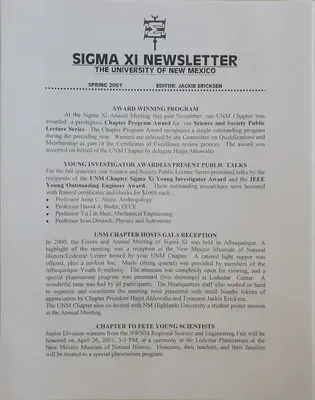 SIGMA XI NEWSLETTER
THE UNIVERSITY OF NEW MEXICO
SPRING 2001
EDITOR: JACKIE ERICKSEN
AWARD WINNING PROGRAM
At the Sigma Xi Annual Meeting this past November, our UNM Chapter was
awarded a prestigious Chapter Program Award for our Science and Society Public
Lecture Series. The Chapter Program Award recognizes a single outstanding program
during the preceding year. Winners are selected by the Committee on Qualifications and
Membership as part of the Certificates of Excellence review process. The award was
accepted on behalf of the UNM Chapter by delegate Harjit Ahluwalia.
YOUNG INVESTIGATOR AWARDEES PRESENT PUBLIC TALKS
For the fall semester, our Science and Society Public Lecture Series presented talks by the
recipients of the UNM Chapter Sigma Xi Young Investigator Award and the IEEE
Young Outstanding Engineer Award. These outstanding researchers were honored
with framed certificates and checks for $1000 each:
• Professor Anne C. Moore, Anthropology
• Professor David A. Bader, EECE
• Professor Yu Lin Shen, Mechanical Engineering
• Professor Ivan Deutsch, Physics and Astronomy
UNM CHAPTER HOSTS GALA RECEPTION
In 2000, the Forum and Annual Meeting of Sigma Xi was held in Albuquerque. A
highlight of the meeting was a reception at the New Mexico Museum of Natural
History/Lodestar Center hosted by your UNM Chapter. A catered light supper was
offered, plus a no-host bar. Music (string quartet) was provided by members of the
Albuquerque Youth Symphony. The museum was completely open for viewing, and a
special planetarium program was presented (two showings) at Lodestar Center. A
wonderful time was had by all participants. The Headquarters staff who worked so hard
to organize and coordinate the meeting were presented with small Nambe tokens of
appreciation by Chapter President Harjit Ahluwalia and Treasurer Jackie Ericksen.
The UNM Chapter also co-hosted with NM Highlands University a student poster session
at the Annual Meeting.
CHAPTER TO FETE YOUNG SCIENTISTS
Junior Division winners from the NWNM Regional Science and Engineering Fair will be
honored on April 26, 2001, 3-5 PM, at a ceremony at the Lodestar Planetarium at the
New Mexico Museum of Natural History. Honorees, their teachers, and their families
will be treated to a special planetarium program.